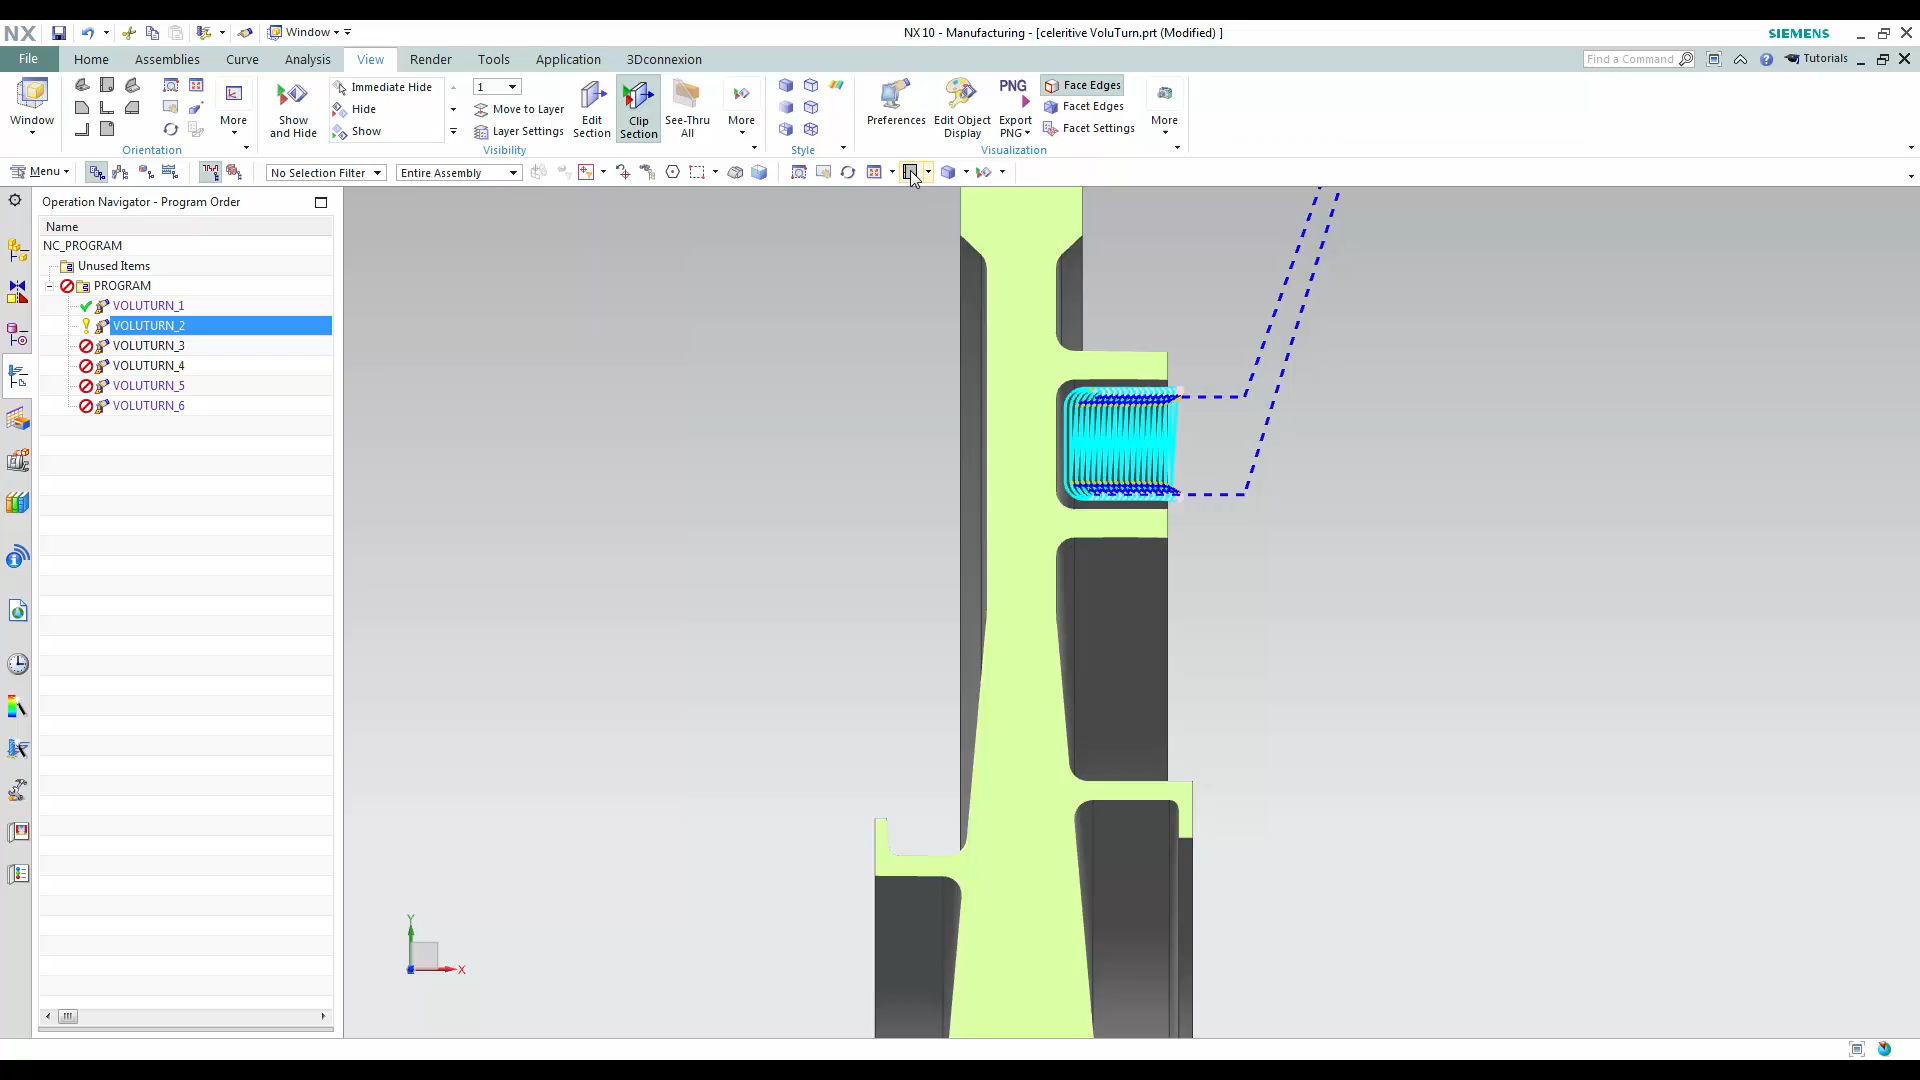 NX
Window
NX 10 - Manufacturing - [celeritive VoluTurn.prt (Modified) ]
SIEMENS
File
Home
Assemblies
Curve
Analysis
View
Render
Tools
Application
3Dconnexion
Find a Command
Tutorials
Window
More
Orientation
Show and Hide
Immediate Hide
Hide
Show
1
Move to Layer
Layer Settings
Visibility
Edit Section
Clip Section
See-Thru All
More
Style
Preferences
Edit Object Display
PNG
Export PNG
Face Edges
Facet Edges
Facet Settings
Visualization
More
Menu
No Selection Filter
Entire Assembly
Operation Navigator - Program Order
Name
NC_PROGRAM
Unused Items
PROGRAM
VOLUTURN_1
VOLUTURN_2
VOLUTURN_3
VOLUTURN_4
VOLUTURN_5
VOLUTURN_6
Y
X